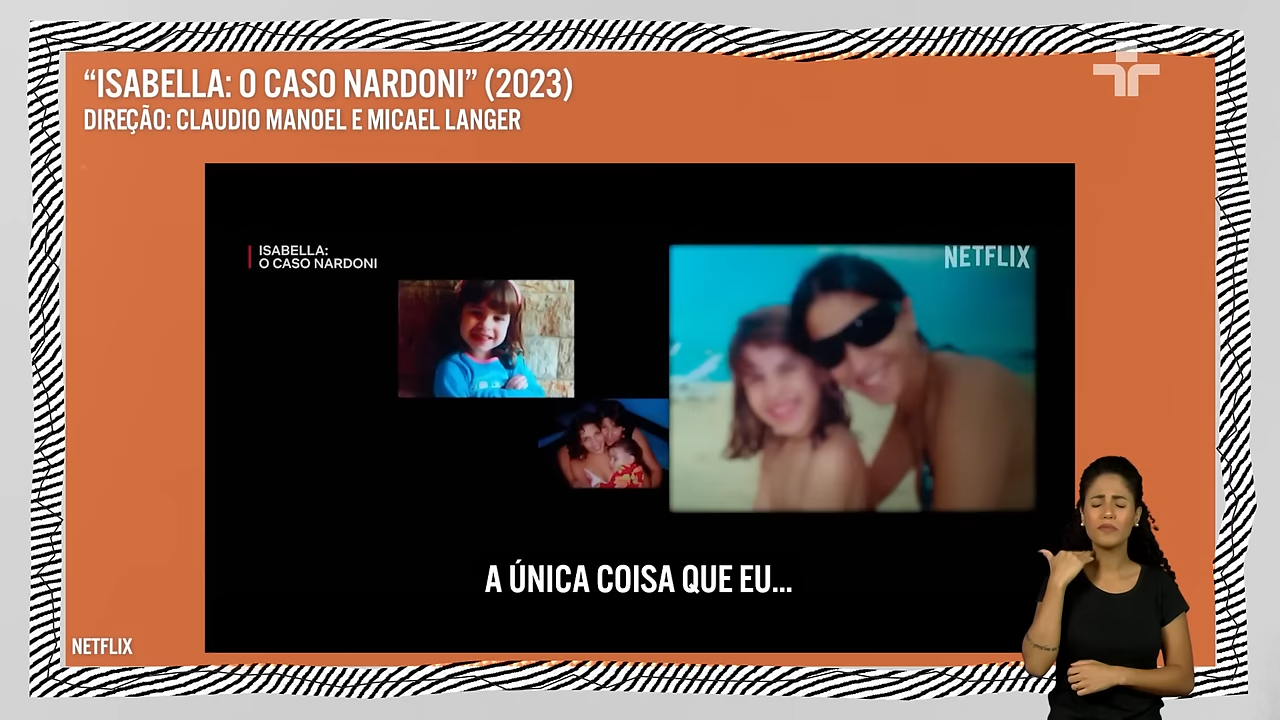 “ISABELLA: O CASO NARDONI” (2023)
DIREÇÃO: CLAUDIO MANOEL E MICAEL LANGER
ISABELLA:
O CASO NARDONI
NETFLIX
A ÚNICA COISA QUE EU...
NETFLIX